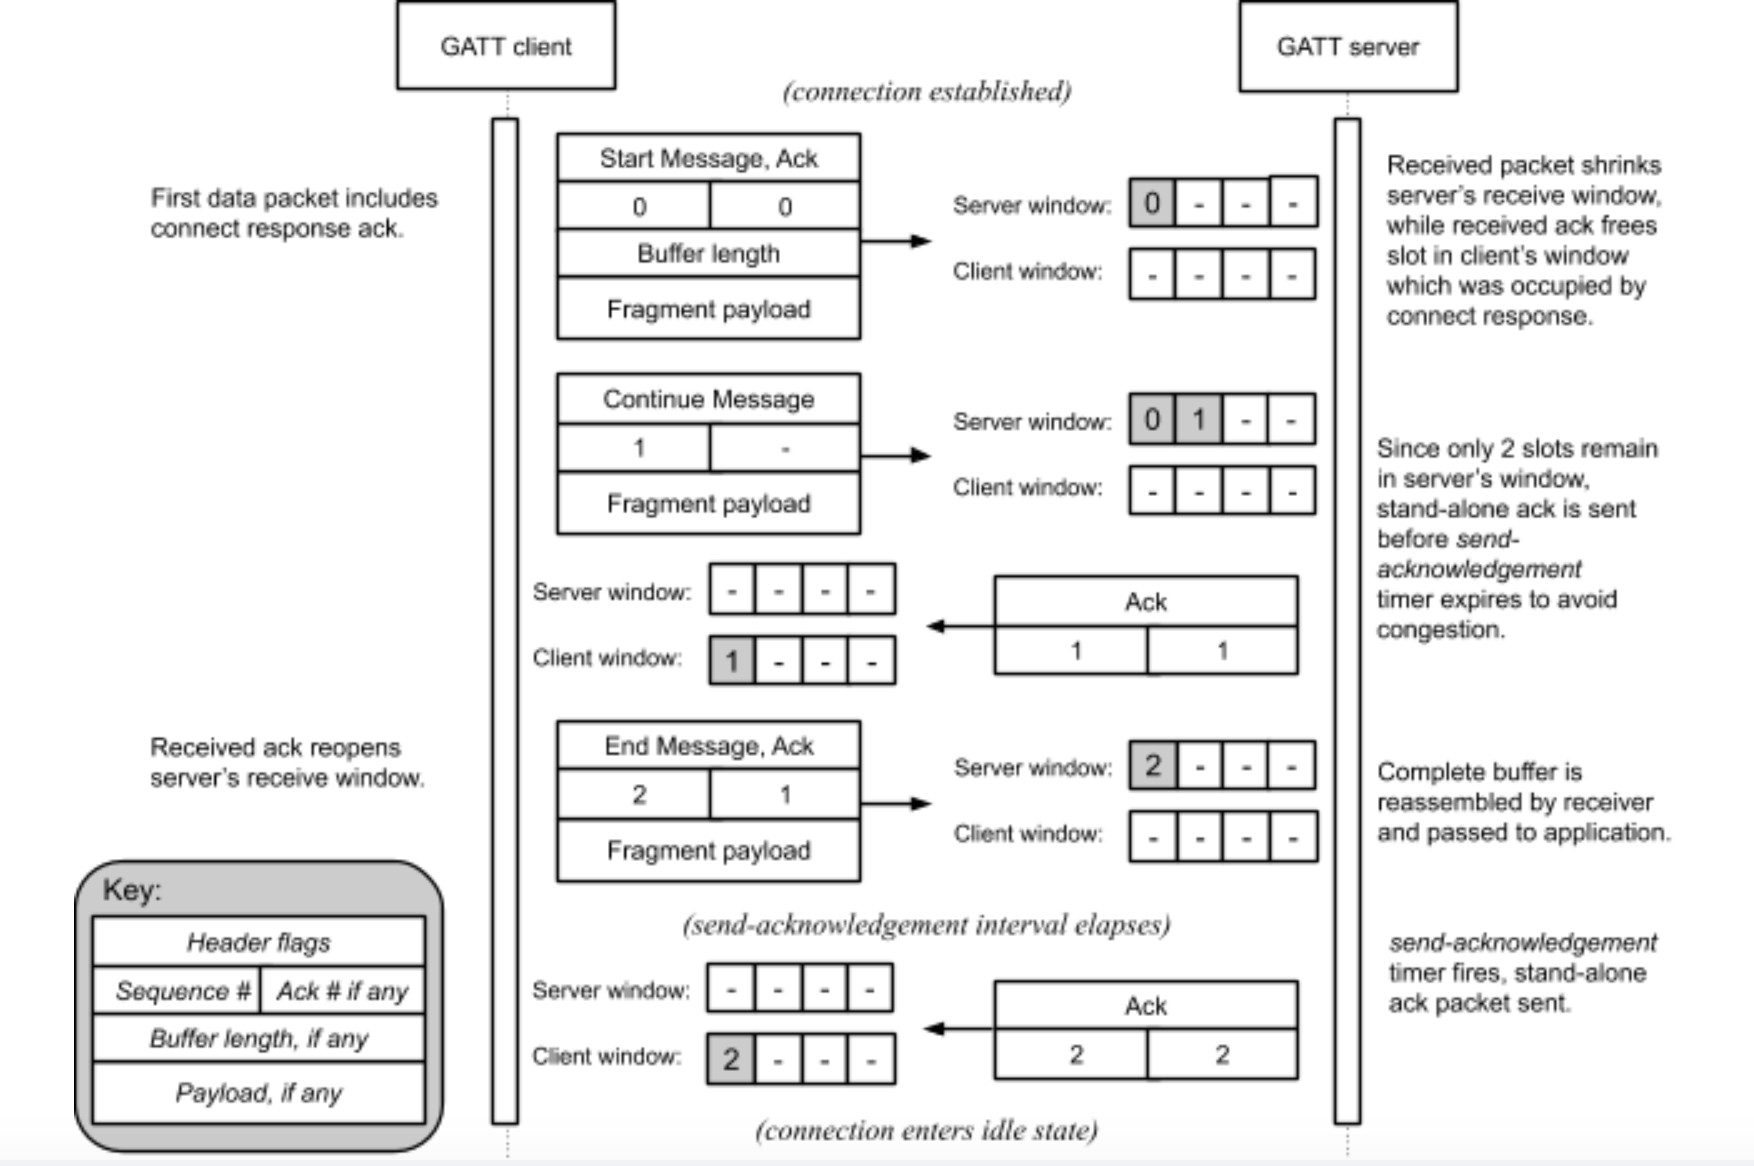 GATT client
GATT server
(connection established)
First data packet includes
connect response ack.
Start Message, Ack
0 0
Buffer length
Fragment payload
Server window: 0 - - -
Client window: - - - -
Received packet shrinks
server's receive window,
while received ack frees
slot in client's window
which was occupied by
connect response.
Continue Message
1 -
Fragment payload
Server window: 0 1 - -
Client window: - - - -
Since only 2 slots remain
in server's window,
stand-alone ack is sent
before send-
acknowledgement
timer expires to avoid
congestion.
Server window: - - - -
Client window: 1 - - -
Ack
1 1
Received ack reopens
server's receive window.
End Message, Ack
2 1
Fragment payload
Server window: 2 - - -
Client window: - - - -
Complete buffer is
reassembled by receiver
and passed to application.
(send-acknowledgement interval elapses)
Server window: - - - -
Client window: 2 - - -
Ack
2 2
send-acknowledgement
timer fires, stand-alone
ack packet sent.
(connection enters idle state)
Key:
Header flags
Sequence # Ack # if any
Buffer length, if any
Payload, if any